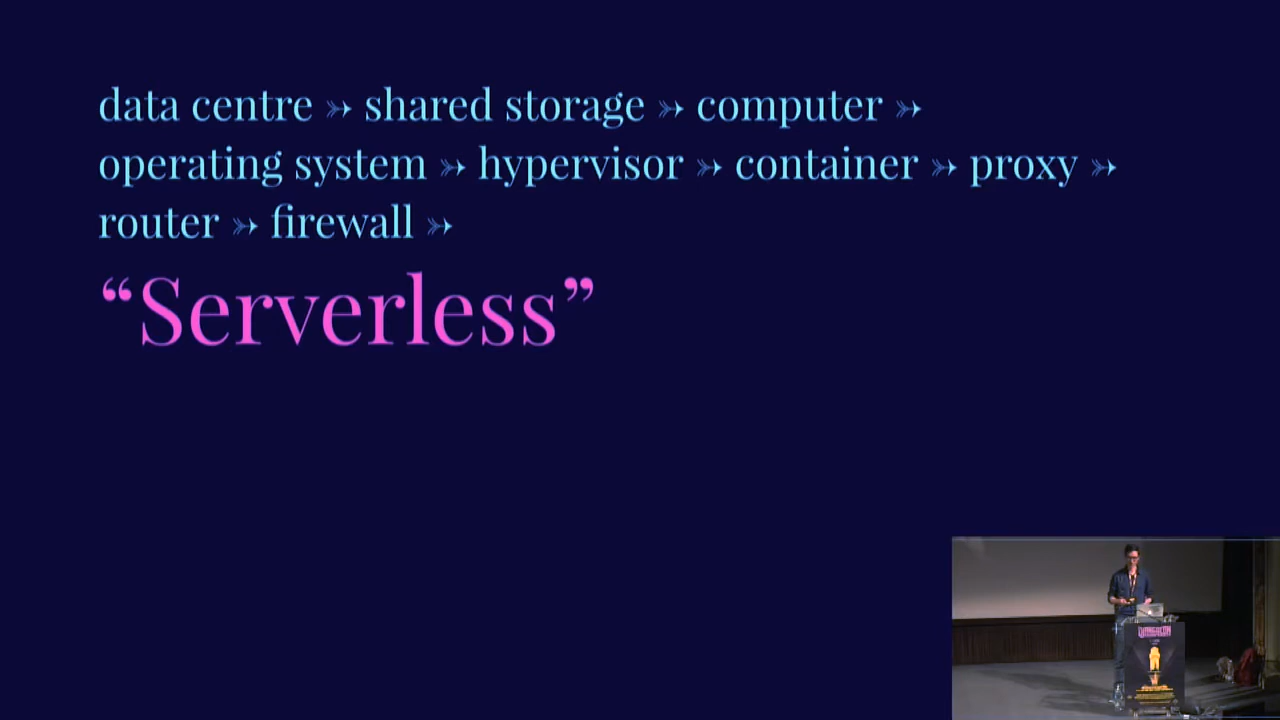 data centre ➳ shared storage ➳ computer ➳
operating system ➳ hypervisor ➳ container ➳ proxy ➳
router ➳ firewall ➳
“Serverless”